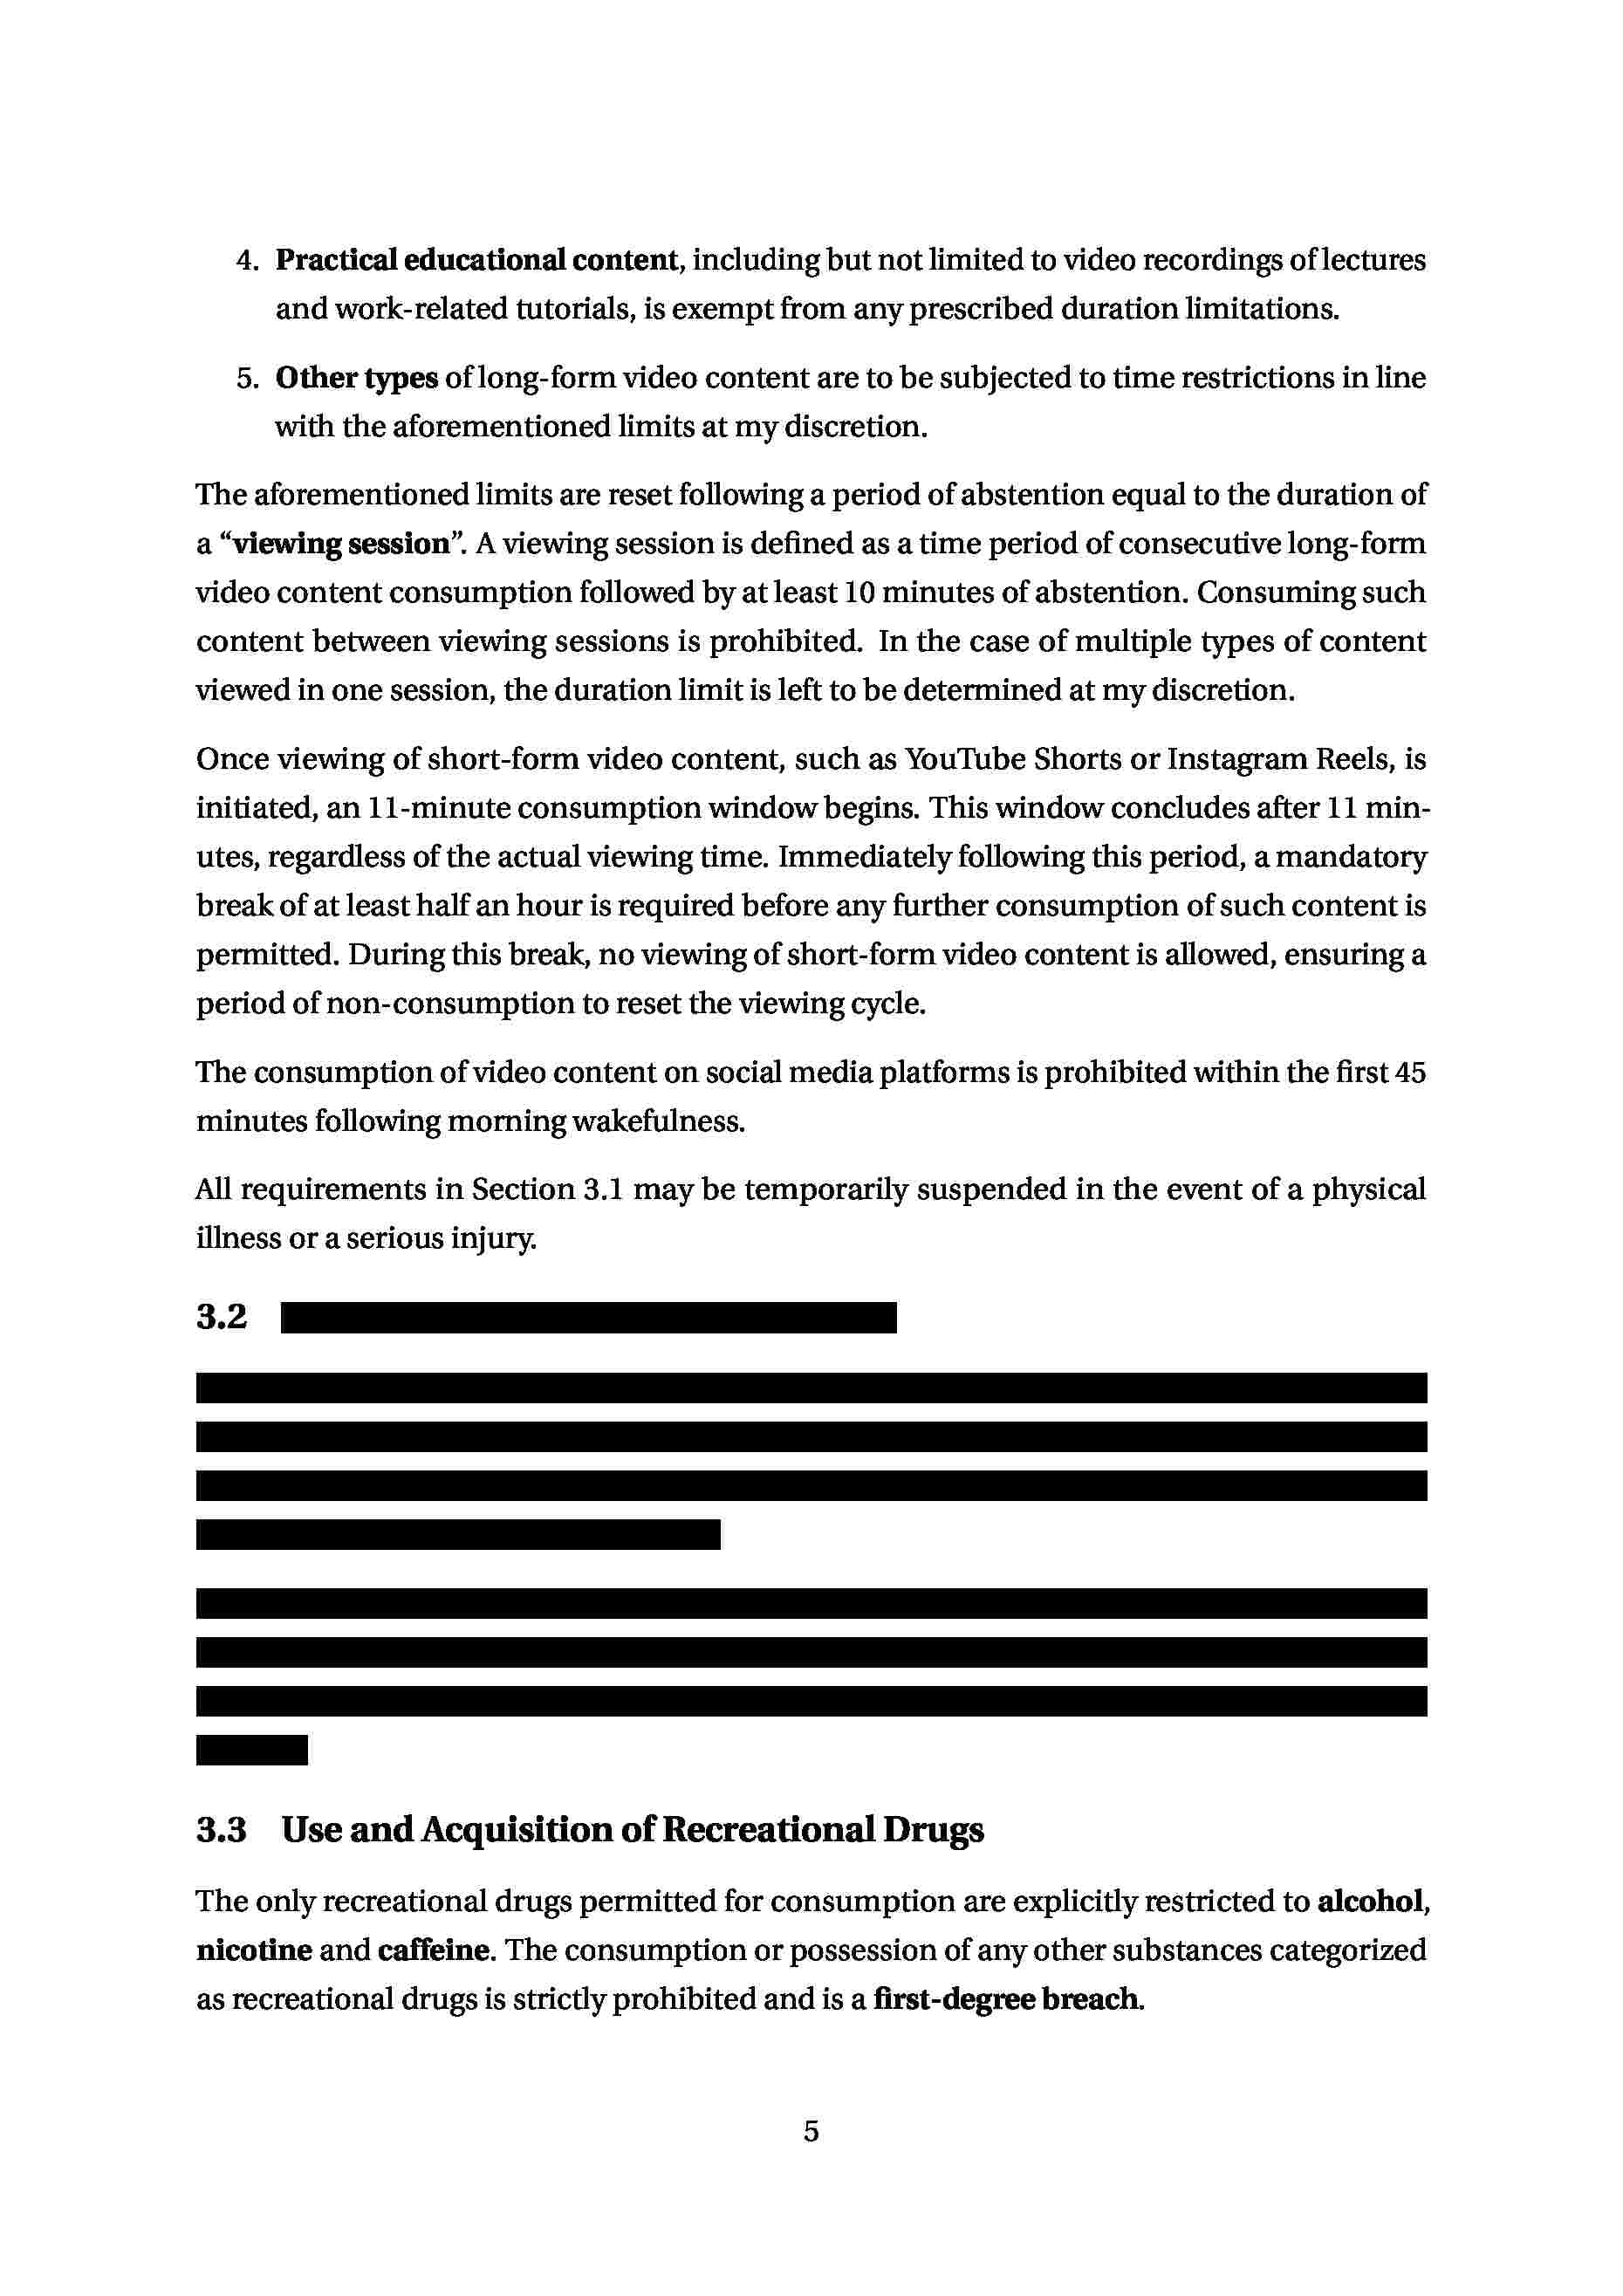 4. Practical educational content, including but not limited to video recordings of lectures
and work-related tutorials, is exempt from any prescribed duration limitations.
5. Other types of long-form video content are to be subjected to time restrictions in line
with the aforementioned limits at my discretion.
The aforementioned limits are reset following a period of abstention equal to the duration of
a “viewing session”. A viewing session is defined as a time period of consecutive long-form
video content consumption followed by at least 10 minutes of abstention. Consuming such
content between viewing sessions is prohibited. In the case of multiple types of content
viewed in one session, the duration limit is left to be determined at my discretion.
Once viewing of short-form video content, such as YouTube Shorts or Instagram Reels, is
initiated, an 11-minute consumption window begins. This window concludes after 11 min-
utes, regardless of the actual viewing time. Immediately following this period, a mandatory
break of at least half an hour is required before any further consumption of such content is
permitted. During this break, no viewing of short-form video content is allowed, ensuring a
period of non-consumption to reset the viewing cycle.
The consumption of video content on social media platforms is prohibited within the first 45
minutes following morning wakefulness.
All requirements in Section 3.1 may be temporarily suspended in the event of a physical
illness or a serious injury.
3.2
3.3 Use and Acquisition of Recreational Drugs
The only recreational drugs permitted for consumption are explicitly restricted to alcohol,
nicotine and caffeine. The consumption or possession of any other substances categorized
as recreational drugs is strictly prohibited and is a first-degree breach.
5